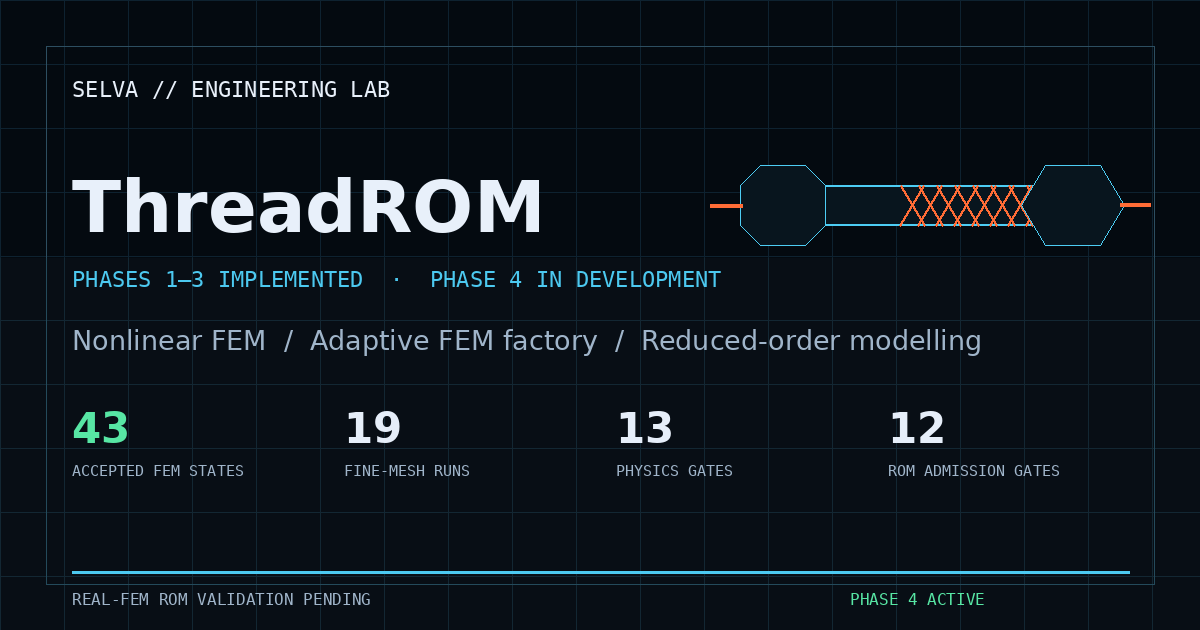 SELVA // ENGINEERING LAB
ThreadROM
PHASES 1–3 IMPLEMENTED · PHASE 4 IN DEVELOPMENT
Nonlinear FEM / Adaptive FEM factory / Reduced-order modelling
43 19 13 12
ACCEPTED FEM STATES FINE-MESH RUNS PHYSICS GATES ROM ADMISSION GATES
REAL-FEM ROM VALIDATION PENDING PHASE 4 ACTIVE